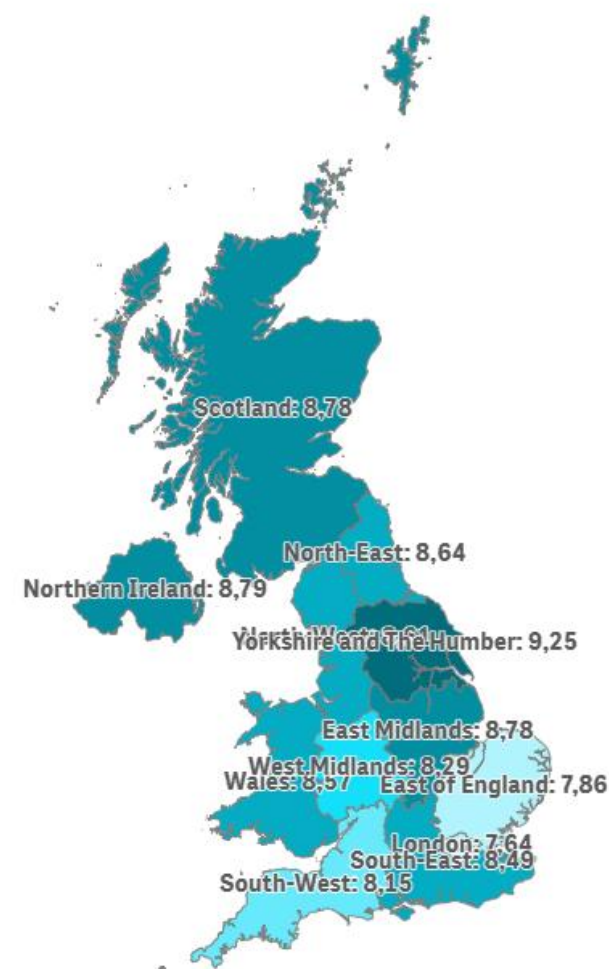 Scotland: 8,78
North-East: 8,64
Northern Ireland: 8,79
Yorkshire and The Humber: 9,25
East Midlands: 8,78
West Midlands: 8,29
Wales: 8,57
East of England: 7,86
London: 7,64
South-East: 8,49
South-West: 8,15